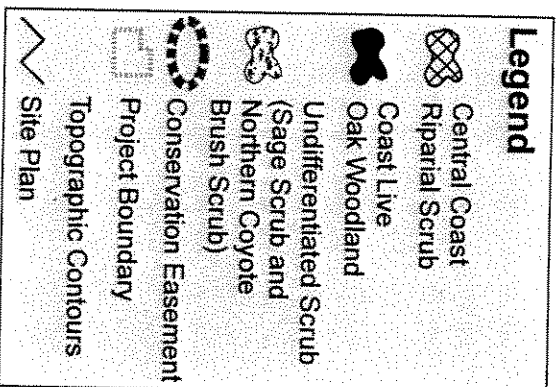 Legend
Central Coast
Riparial Scrub
Coast Live
Oak Woodland
Undifferentiated Scrub
(Sage Scrub and
Northern Coyote
Brush Scrub)
Conservation Easement
Project Boundary
Topographic Contours
Site Plan